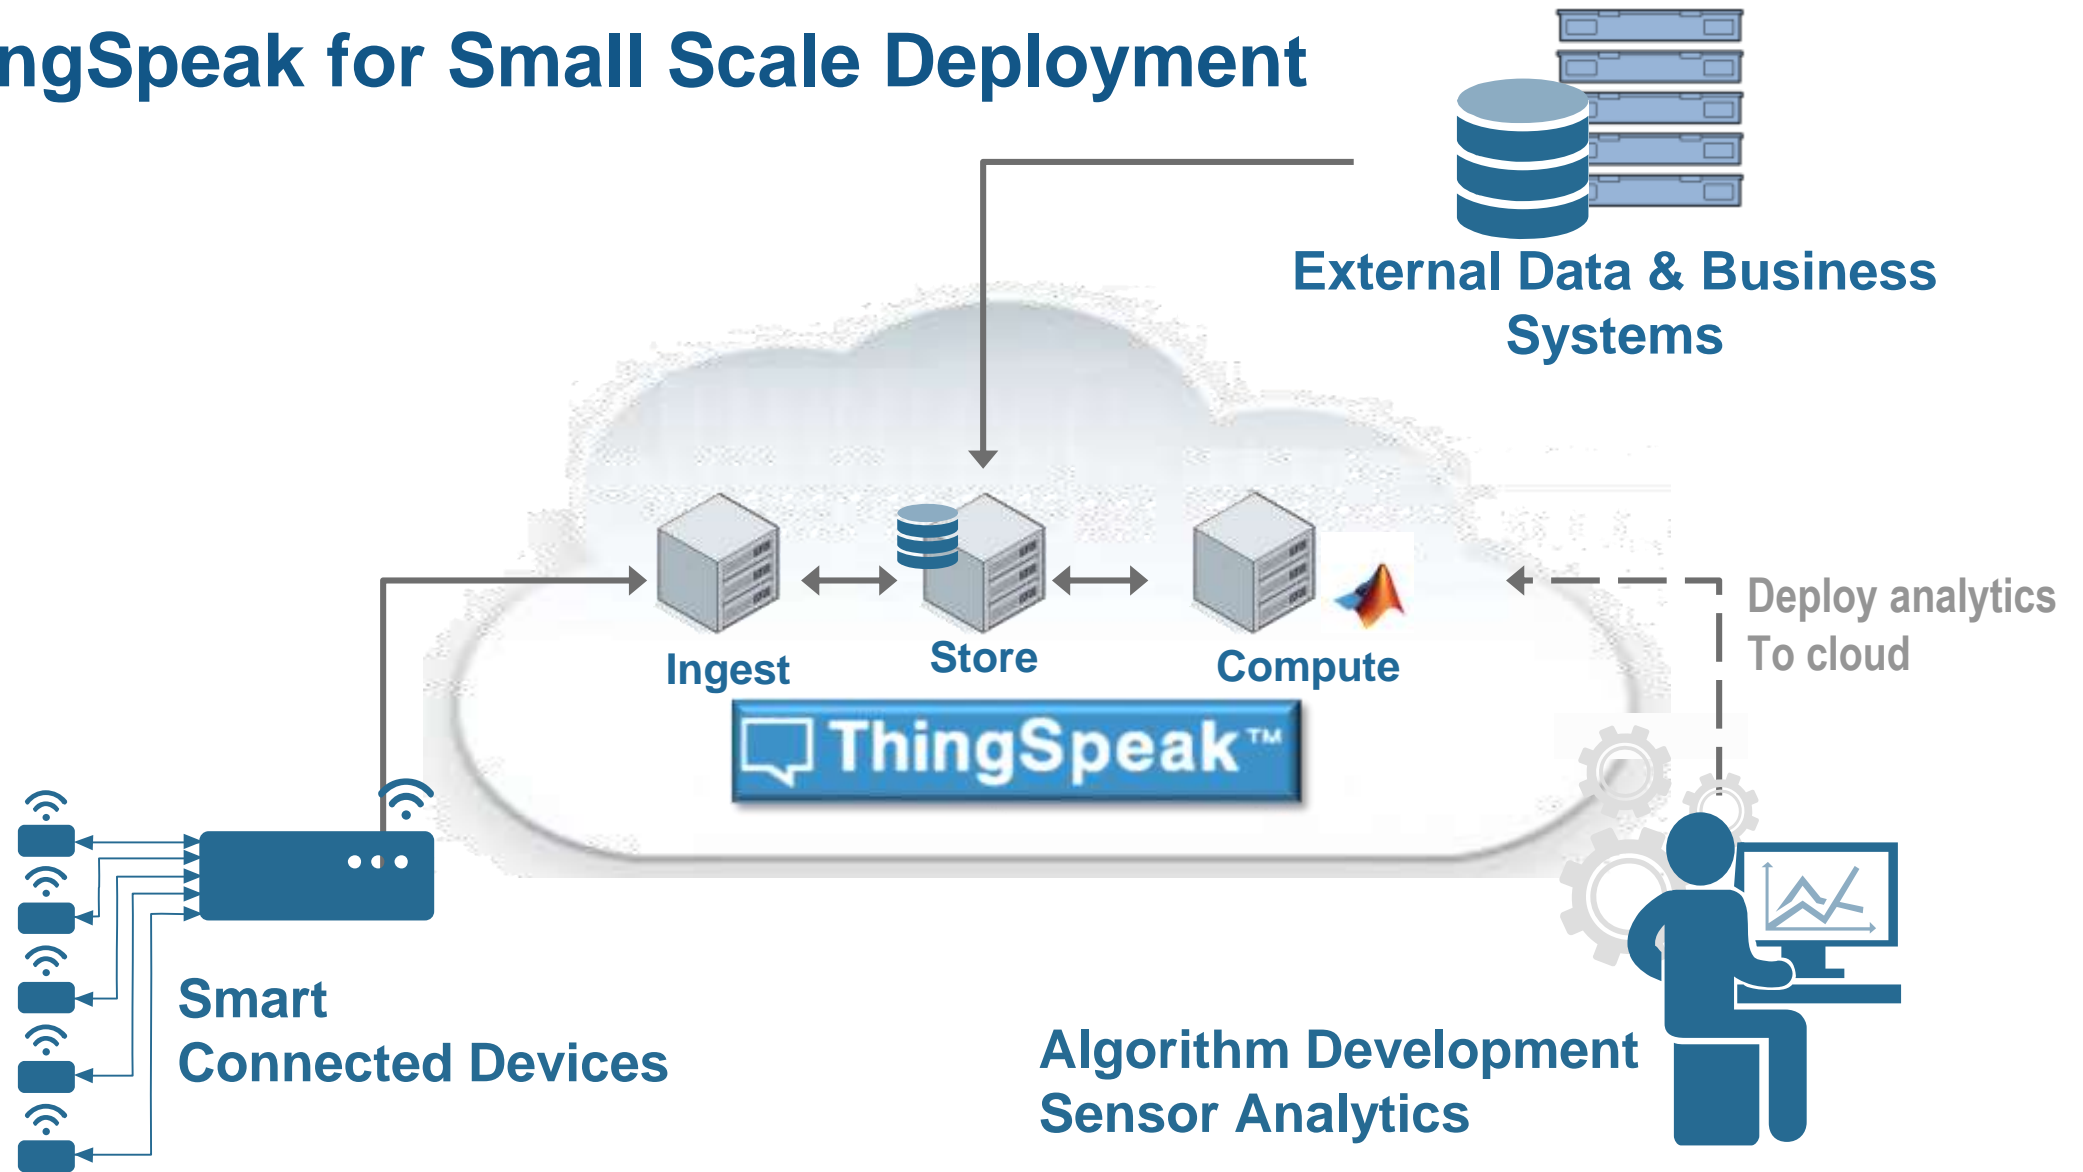 ngSpeak for Small Scale Deployment
External Data & Business
Systems
Ingest
Store
Compute
ThingSpeak™
Deploy analytics
To cloud
Smart
Connected Devices
Algorithm Development
Sensor Analytics